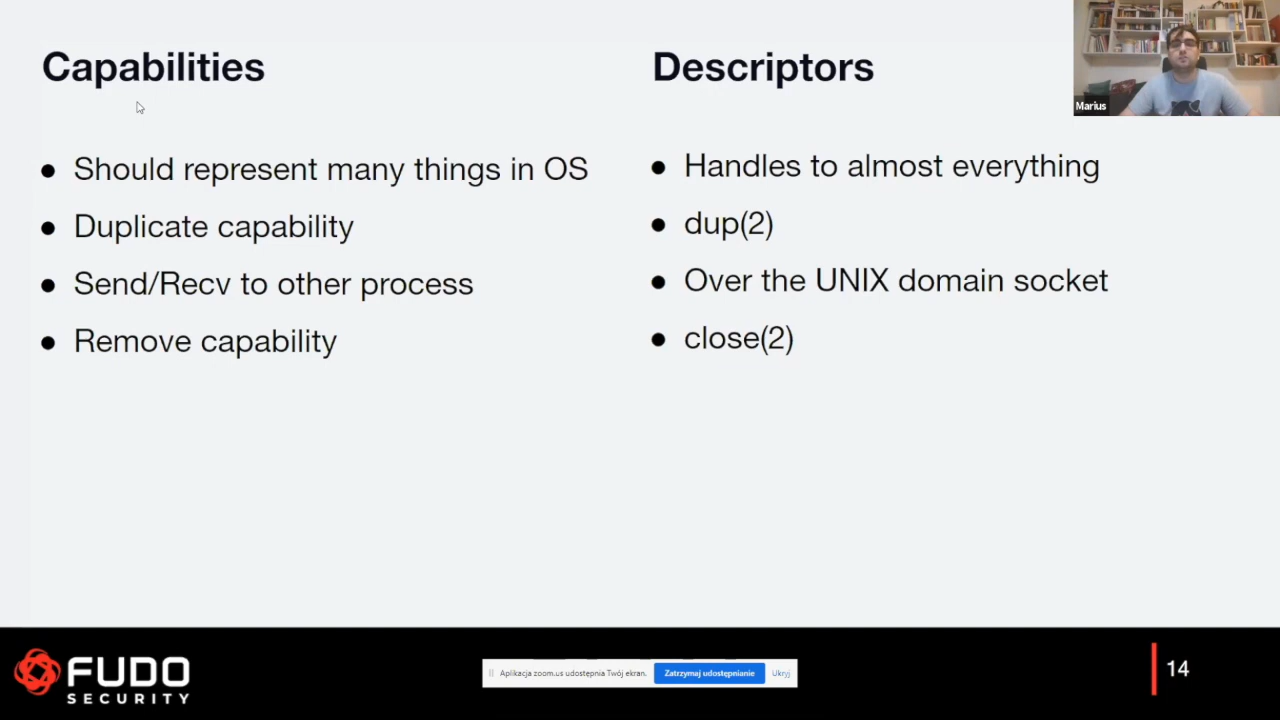 Capabilities
Should represent many things in OS
Duplicate capability
Send/Recv to other process
Remove capability
Descriptors
Handles to almost everything
dup(2)
Over the UNIX domain socket
close(2)
Marius
FUDO
SECURITY
Aplikacja zoom.us udostępnia Twój ekran. Zatrzymaj udostępnianie Ukryj
14